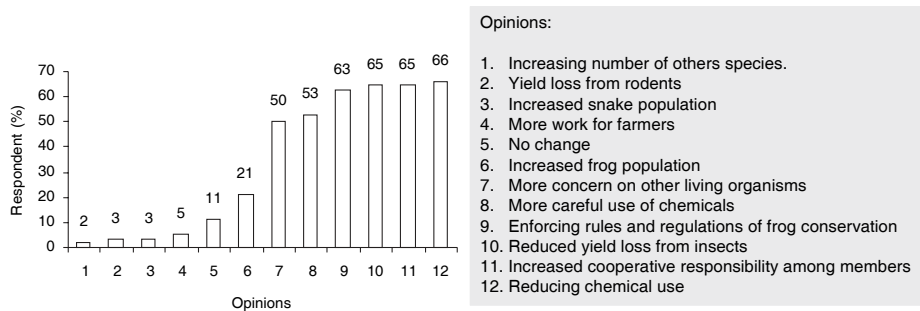 Respondent (%)
70
60
50
40
30
20
10
0
2
3
3
5
11
21
50
53
63
65
65
66
1 2 3 4 5 6 7 8 9 10 11 12
Opinions
Opinions:
1. Increasing number of others species.
2. Yield loss from rodents
3. Increased snake population
4. More work for farmers
5. No change
6. Increased frog population
7. More concern on other living organisms
8. More careful use of chemicals
9. Enforcing rules and regulations of frog conservation
10. Reduced yield loss from insects
11. Increased cooperative responsibility among members
12. Reducing chemical use